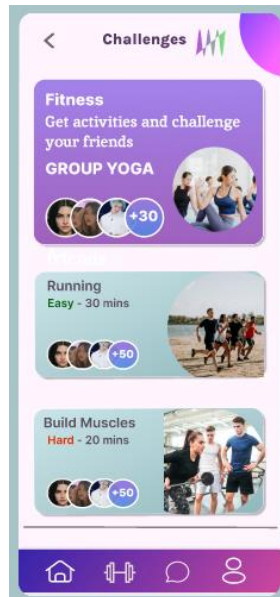 Challenges
Fitness
Get activities and challenge
your friends
GROUP YOGA
+30
Running
Easy - 30 mins
+50
Build Muscles
Hard - 20 mins
+50